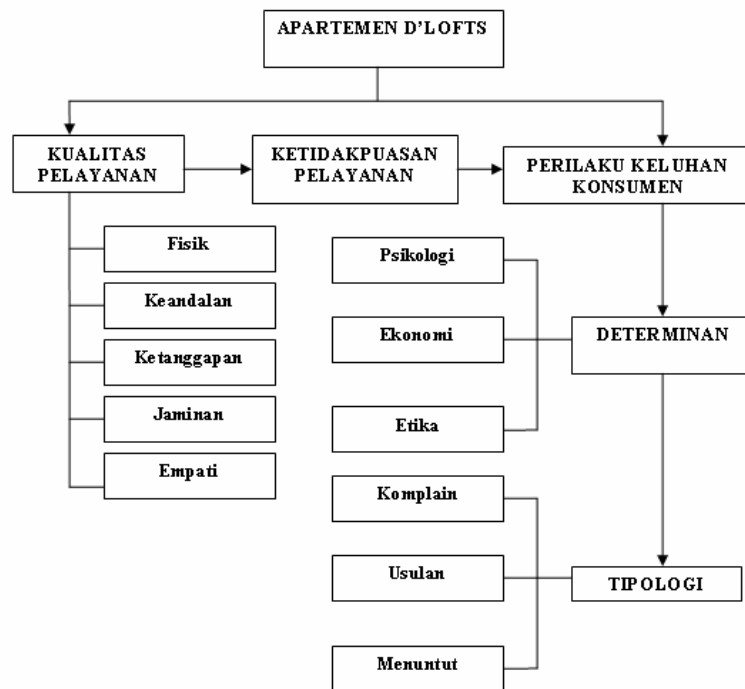 APARTEMEN D'LOFTS
KUALITAS
PELAYANAN
KETIDAKPUASAN
PELAYANAN
PERILAKU KELUHAN
KONSUMEN
Fisik
Keandalan
Ketanggapan
Jaminan
Empati
Psikologi
Ekonomi
Etika
DETERMINAN
Komplain
Usulan
Menuntut
TIPOLOGI